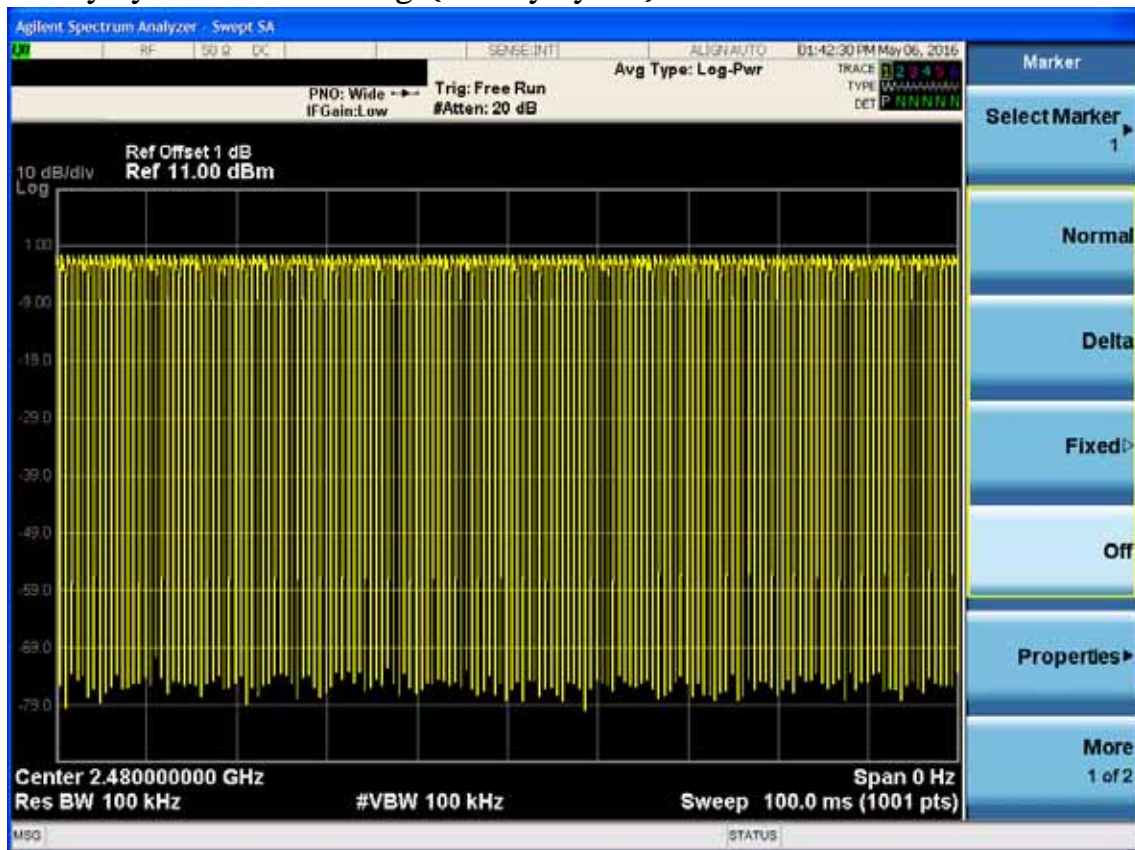 Agilent Spectrum Analyzer - Swept SA
RF 50 Ω DC SENSE:INT ALIGN AUTO 01:42:30 PM May 06, 2016
Avg Type: Log-Pwr
TRACE 1 2 3 4 5 6
PNO: Wide Trig: Free Run
TYPE
IFGain:Low #Atten: 20 dB
DET P N N N N N
Ref Offset 1 dB
10 dB/div Ref 11.00 dBm
Log
1.00
-9.00
-19.0
-29.0
-39.0
-49.0
-59.0
-69.0
-79.0
Center 2.480000000 GHz Span 0 Hz
Res BW 100 kHz #VBW 100 kHz Sweep 100.0 ms (1001 pts)
MSG STATUS
Marker
Select Marker
1
Normal
Delta
Fixed
Off
Properties
More
1 of 2